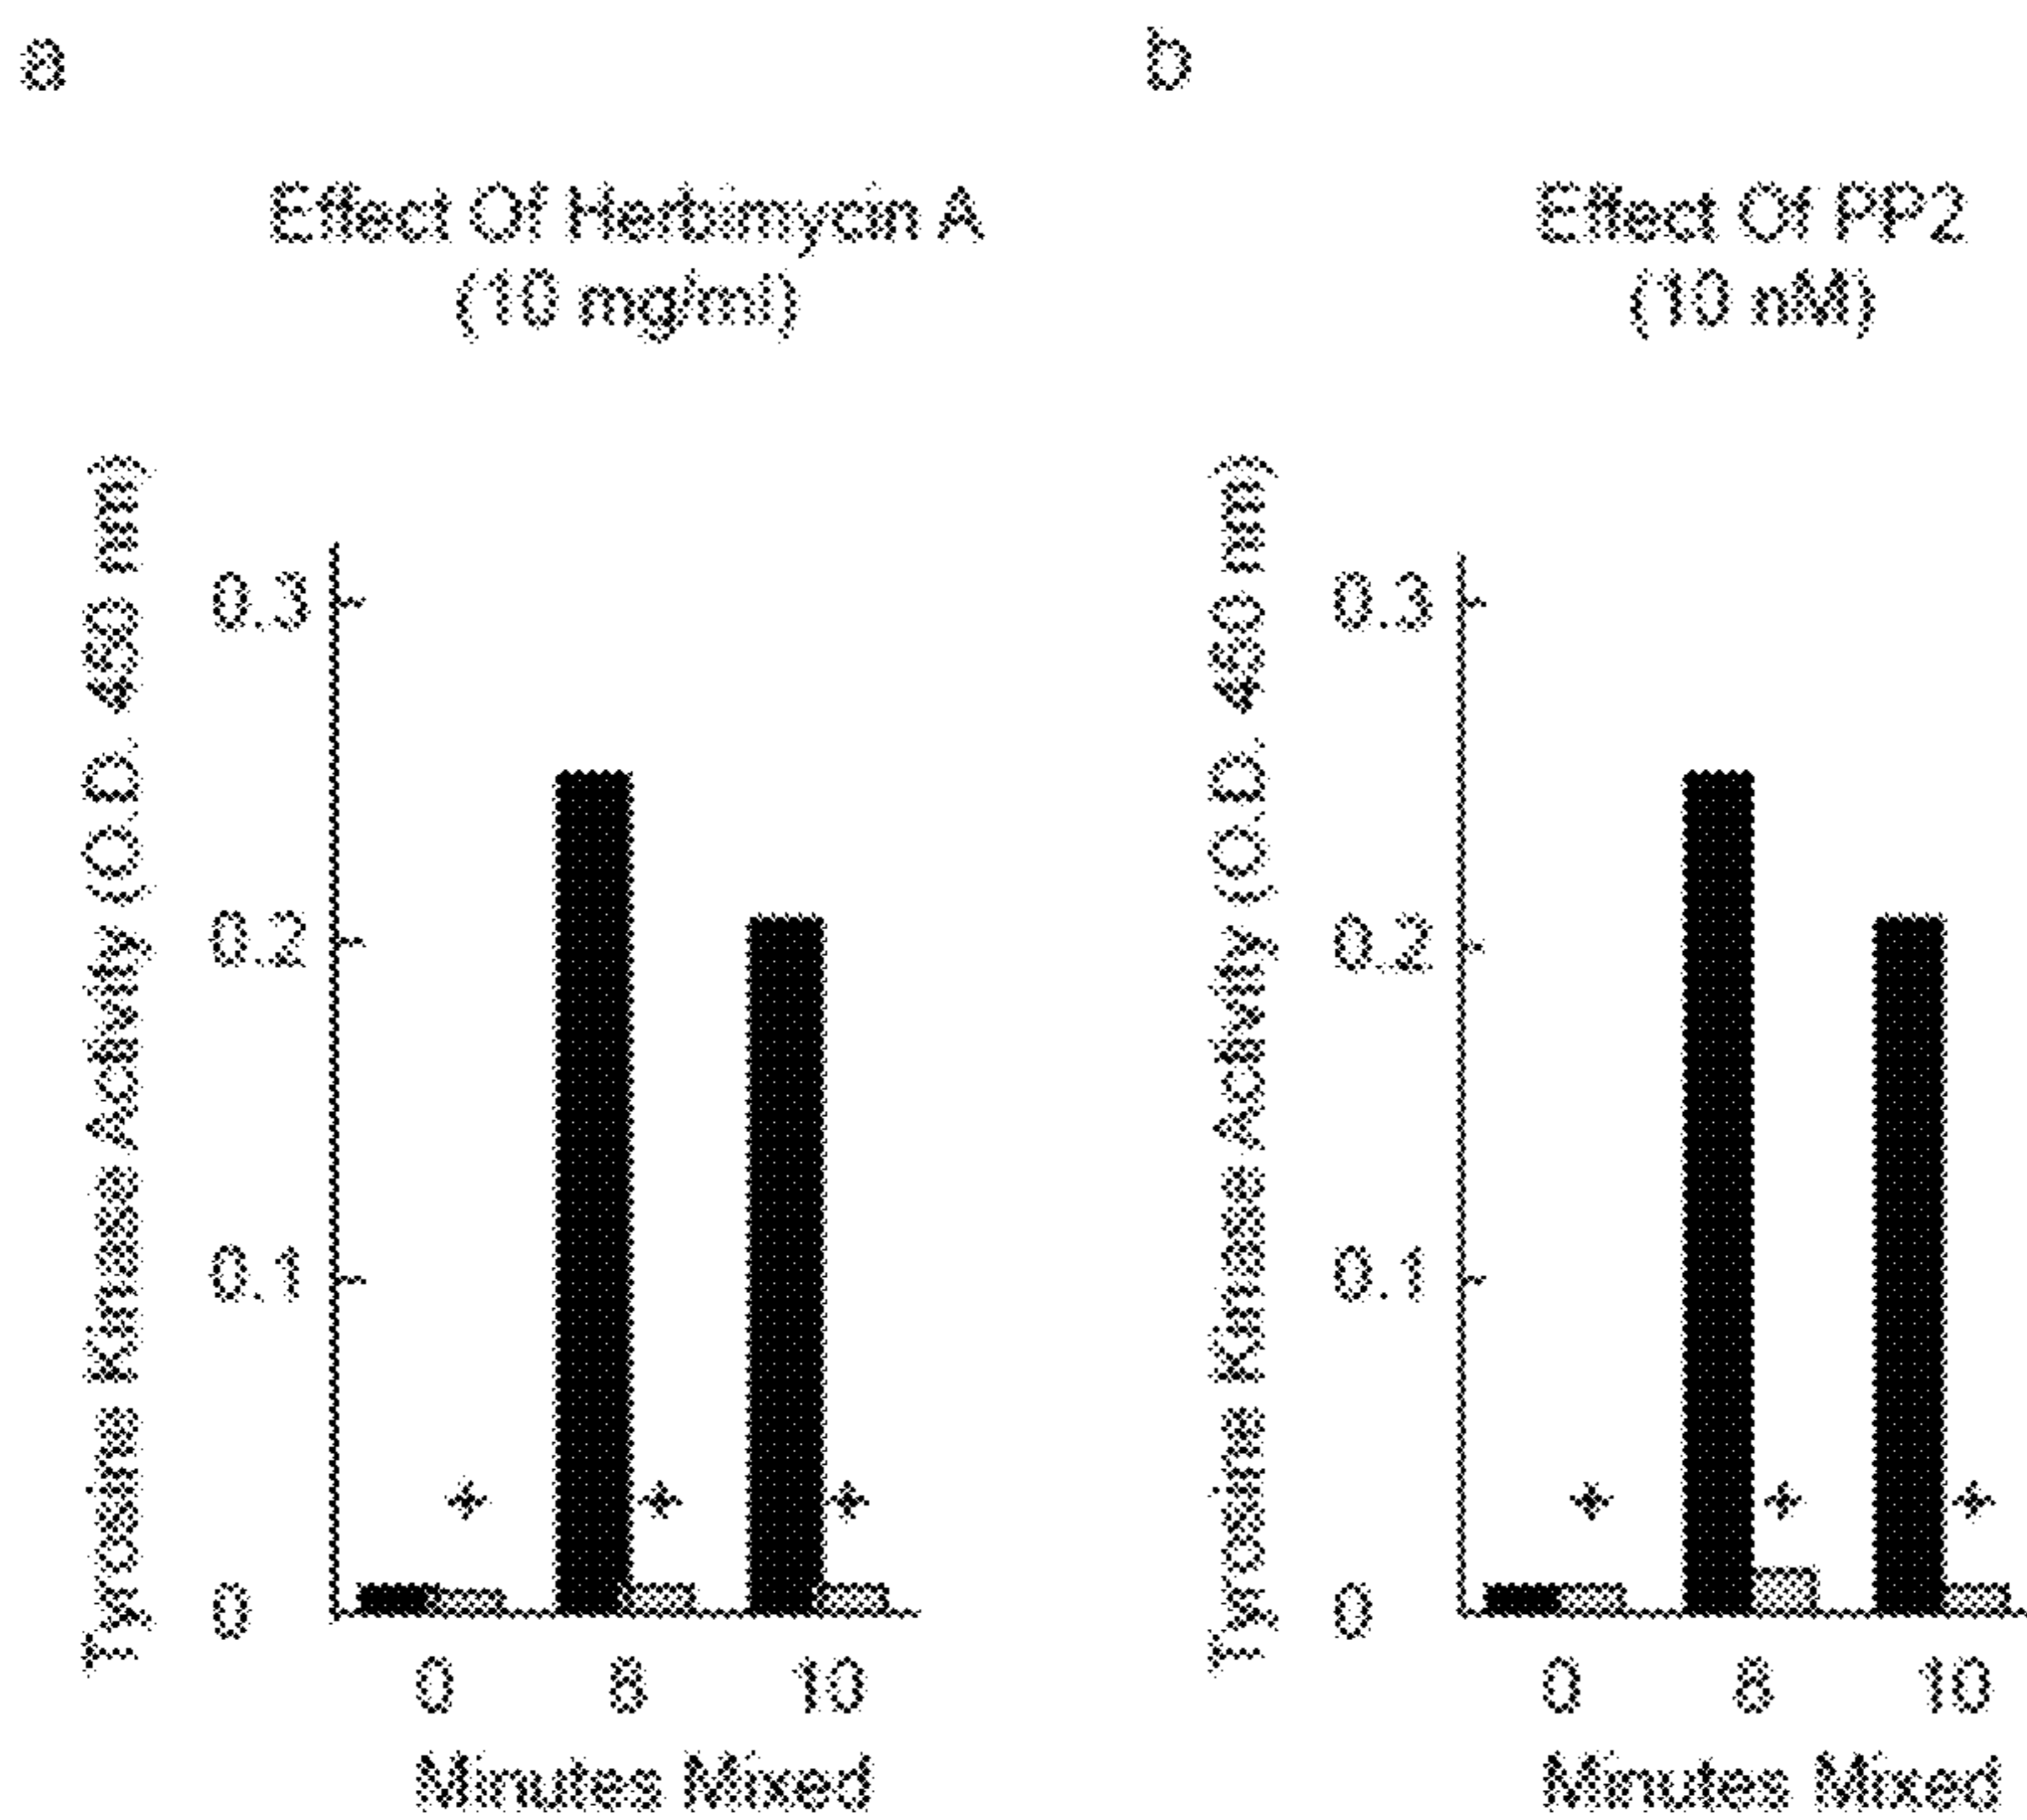 a
Effect Of Herbimycin A
(10 mg/ml)
Tyrosine Kinase Activity (O.D. 450 nm)
0.3
0.2
0.1
0
+ + +
0 8 10
Minutes Mixed
b
Effect Of PP2
(10 nM)
Tyrosine Kinase Activity (O.D. 450 nm)
0.3
0.2
0.1
0
+ + +
0 8 10
Minutes Mixed